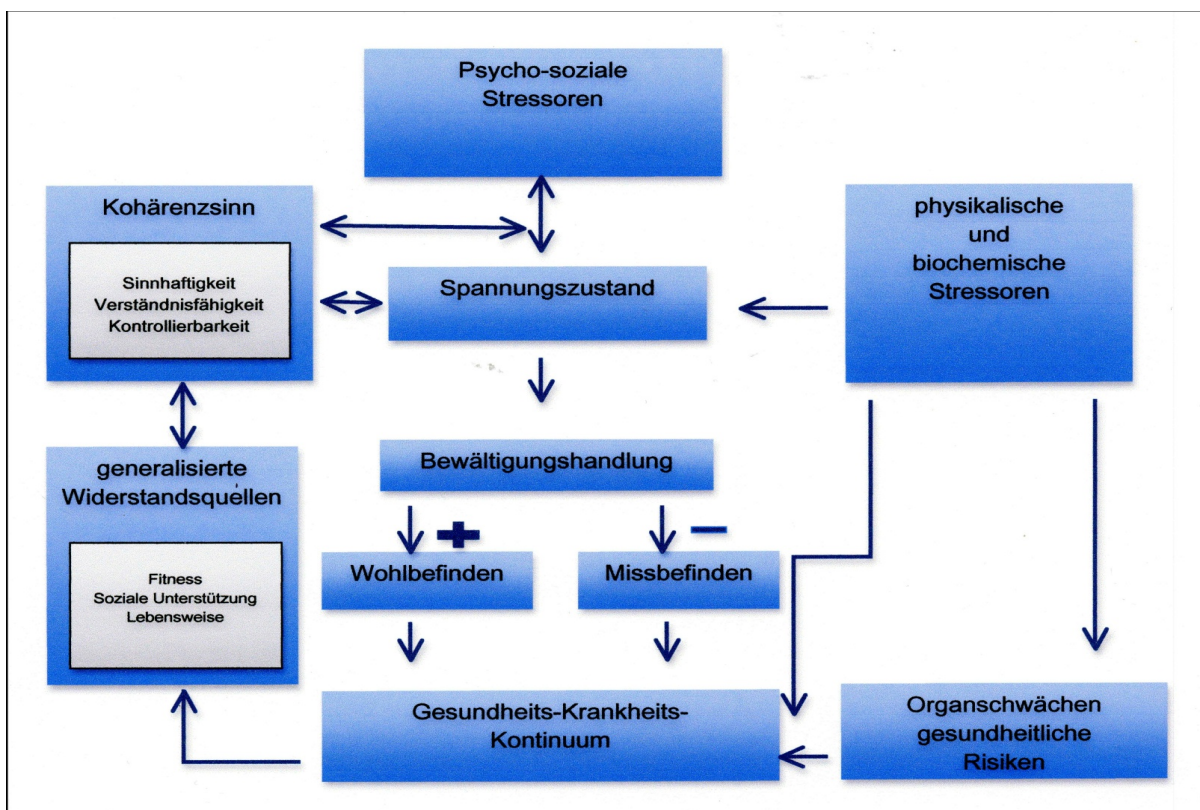 Psycho-soziale
Stressoren
Kohärenzsinn
Sinnhaftigkeit
Verständnisfähigkeit
Kontrollierbarkeit
Spannungszustand
physikalische
und
biochemische
Stressoren
generalisierte
Widerstandsquellen
Fitness
Soziale Unterstützung
Lebensweise
Bewältigungshandlung
+
−
Wohlbefinden
Missbefinden
Gesundheits-Krankheits-
Kontinuum
Organschwächen
gesundheitliche
Risiken